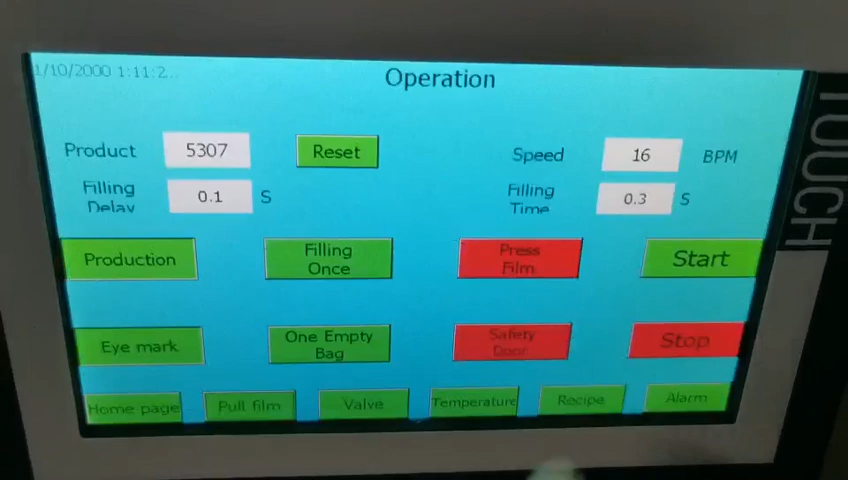 1/10/2000 1:11:2...
Operation
Product 5307 Reset Speed 16 BPM
Filling Delay 0.1 S Filling Time 0.3 S
Production Filling Once Press Film Start
Eye mark One Empty Bag Safety Door Stop
Home page Pull film Valve Temperature Recipe Alarm
TOUCH